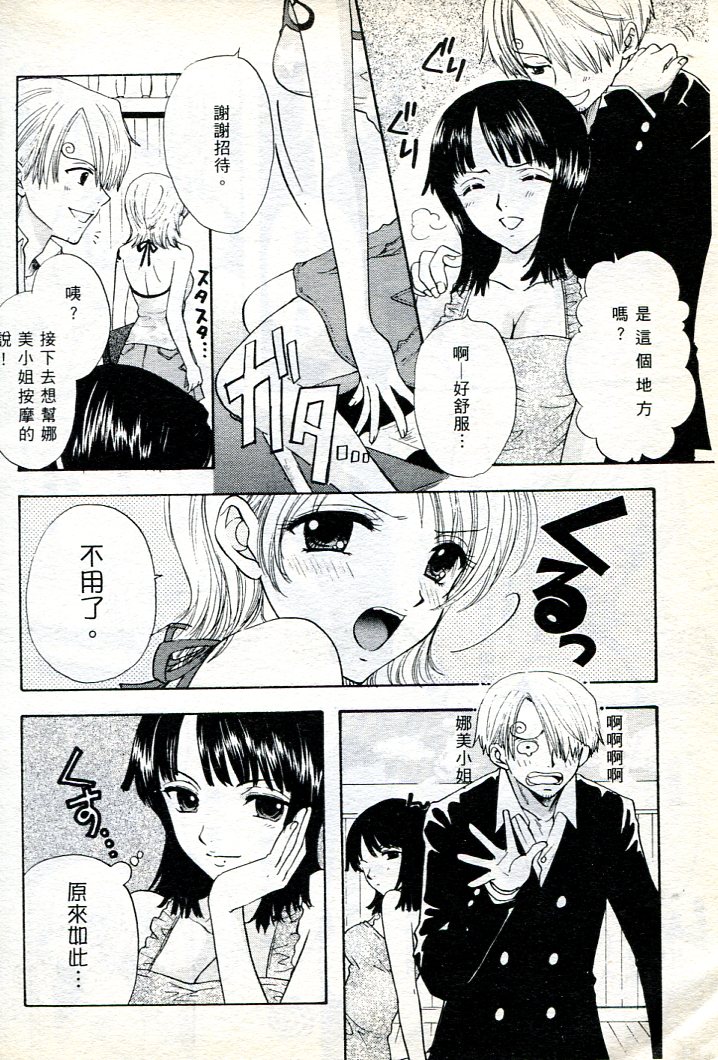 ぐり
ぐり
是這個地方
嗎？
啊─好舒服…
ガタ…
謝謝招待。
スタスタ…
咦？
接下去想幫娜
美小姐按摩的
說！
くるっ
不用了。
啊啊啊啊
娜美小姐
くすっ…
原來如此…